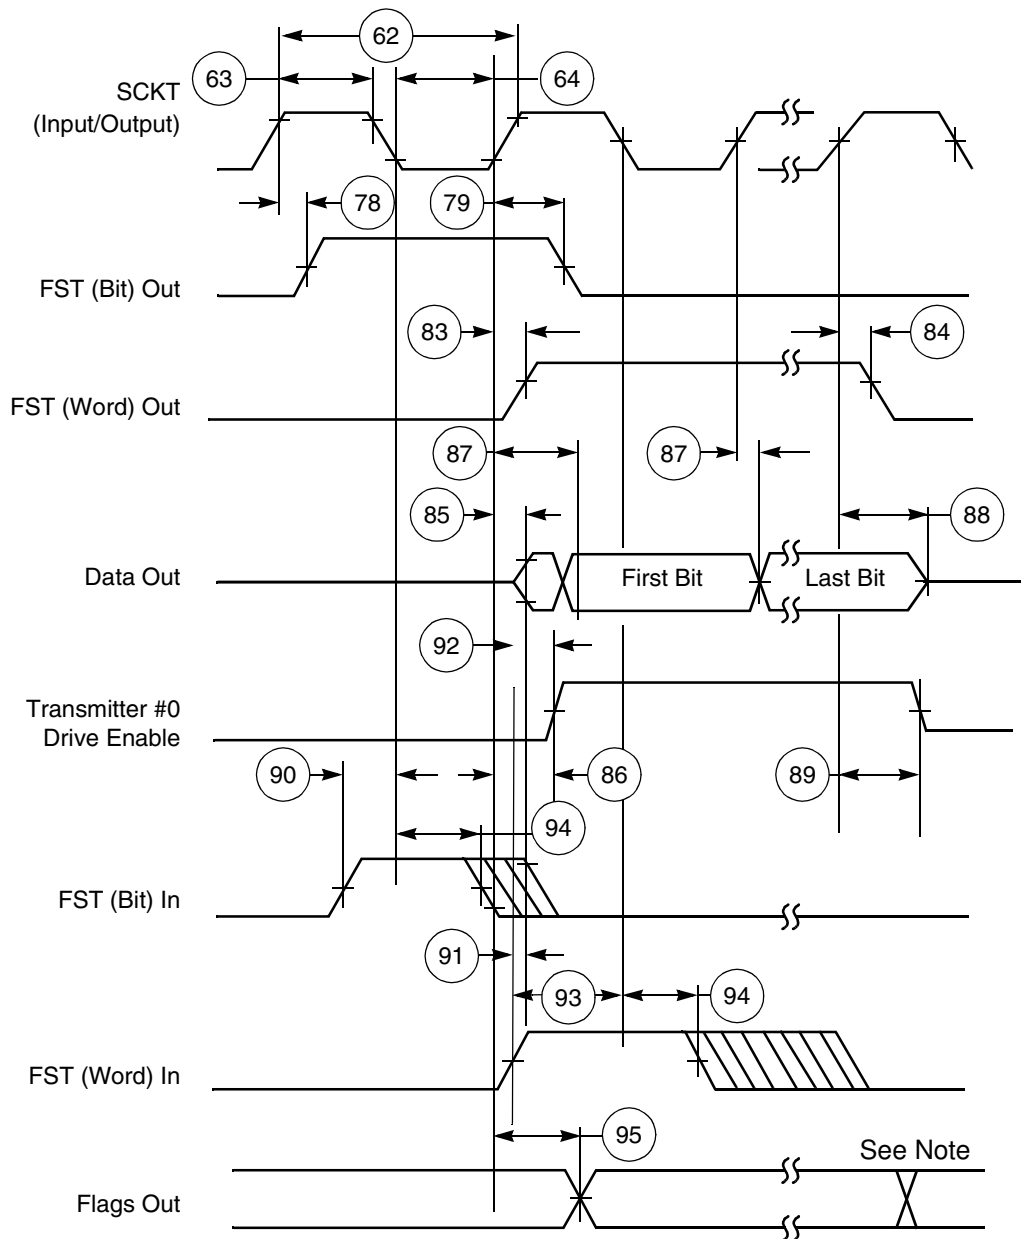 62
63
64
SCKT
(Input/Output)
78
79
FST (Bit) Out
83
84
FST (Word) Out
87
87
85
88
Data Out
First Bit
Last Bit
92
Transmitter #0
Drive Enable
90
86
89
94
FST (Bit) In
91
93
94
FST (Word) In
95
See Note
Flags Out